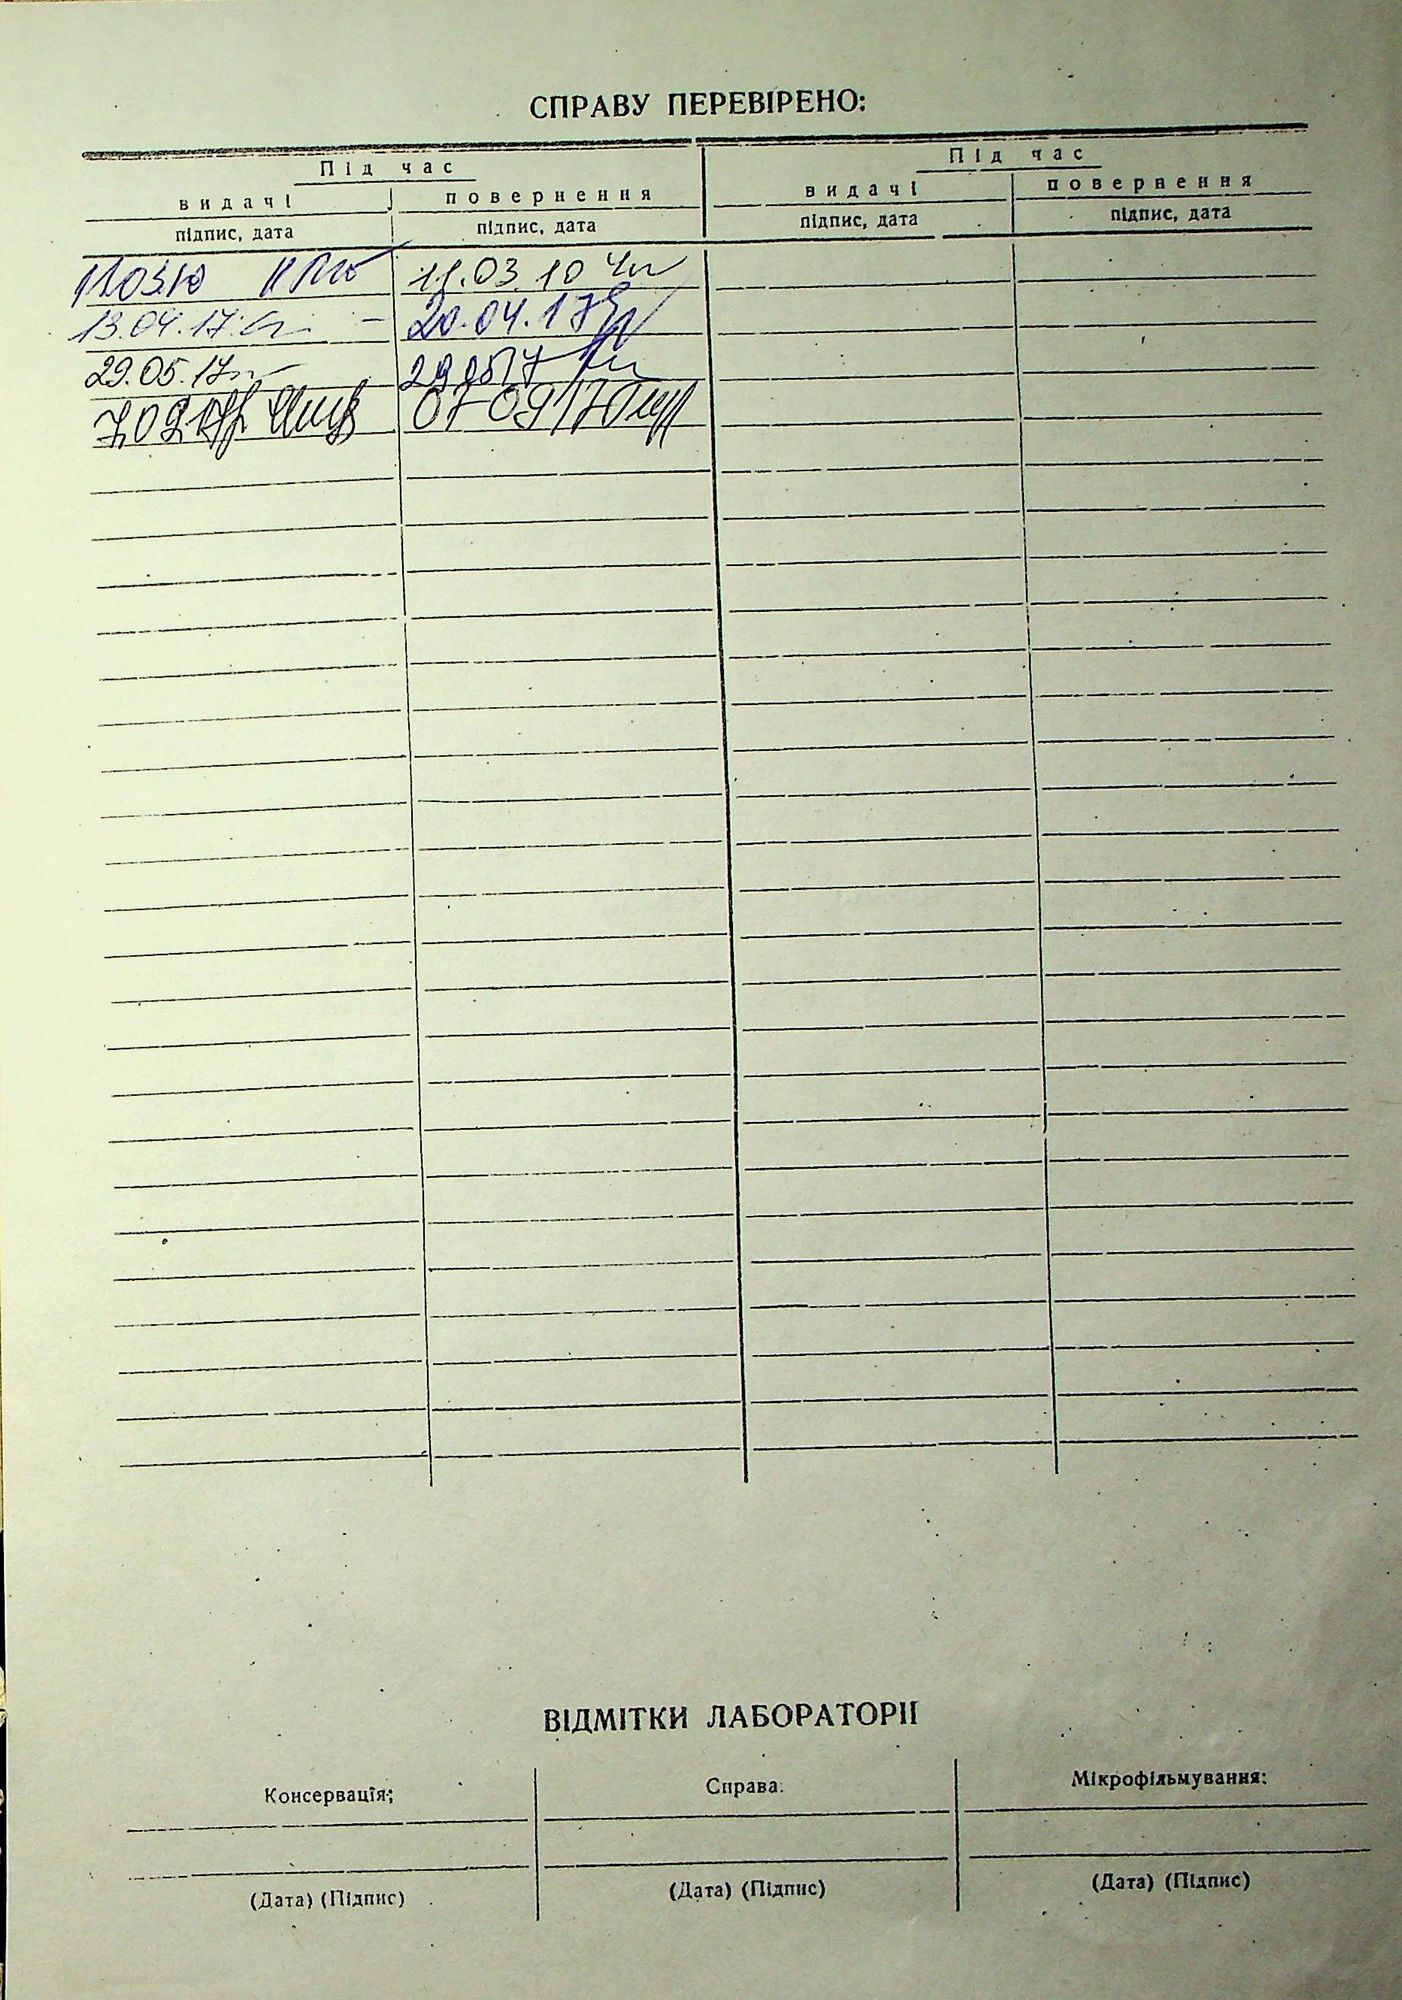 СПРАВУ ПЕРЕВІРЕНО:
Під час Під час
видачі повернення видачі повернення
підпис, дата підпис, дата підпис, дата підпис, дата
11.03.10 11.03.10
13.04.17 20.04.17
29.05.17 29.05.17
07.09.17
ВІДМІТКИ ЛАБОРАТОРІЇ
Консервація: Справа: Мікрофільмування:
(Дата) (Підпис) (Дата) (Підпис) (Дата) (Підпис)